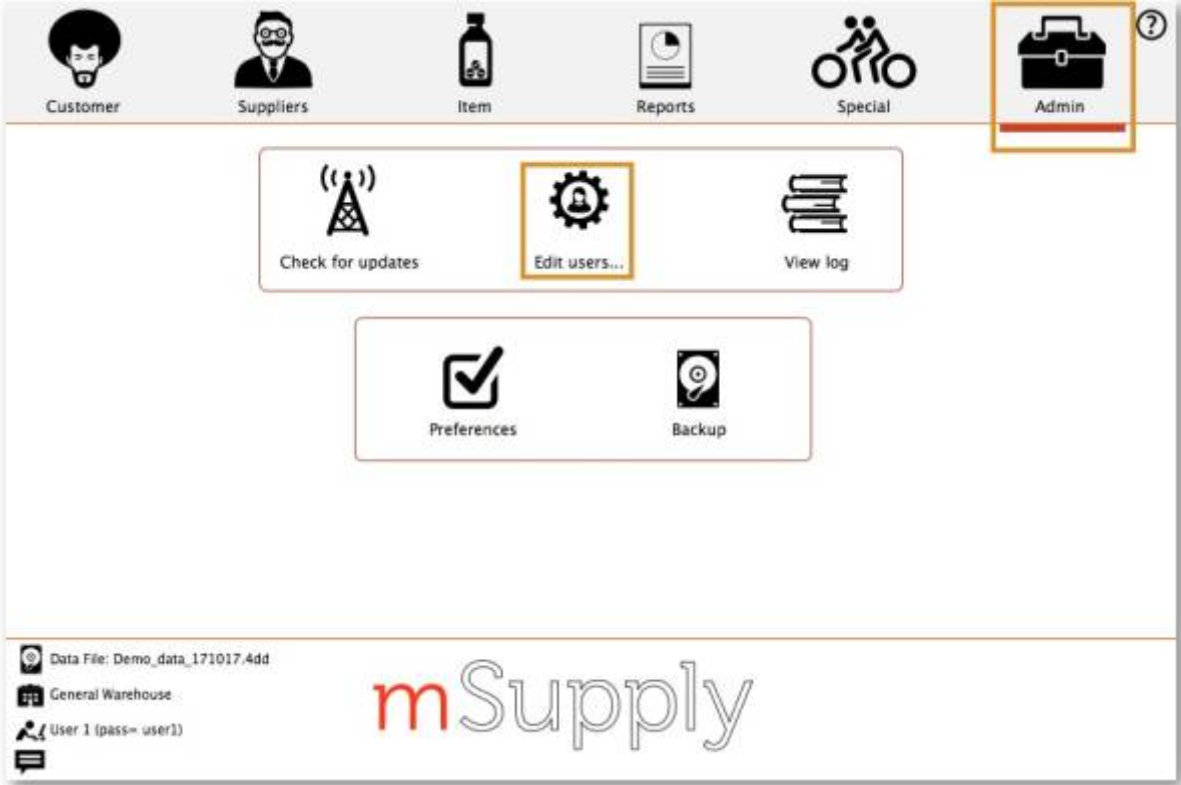 Customer
Suppliers
Item
Reports
Special
Admin
?
Check for updates
Edit users...
View log
Preferences
Backup
Data File: Demo_data_171017.4dd
General Warehouse
User 1 (pass= user1)
mSupply